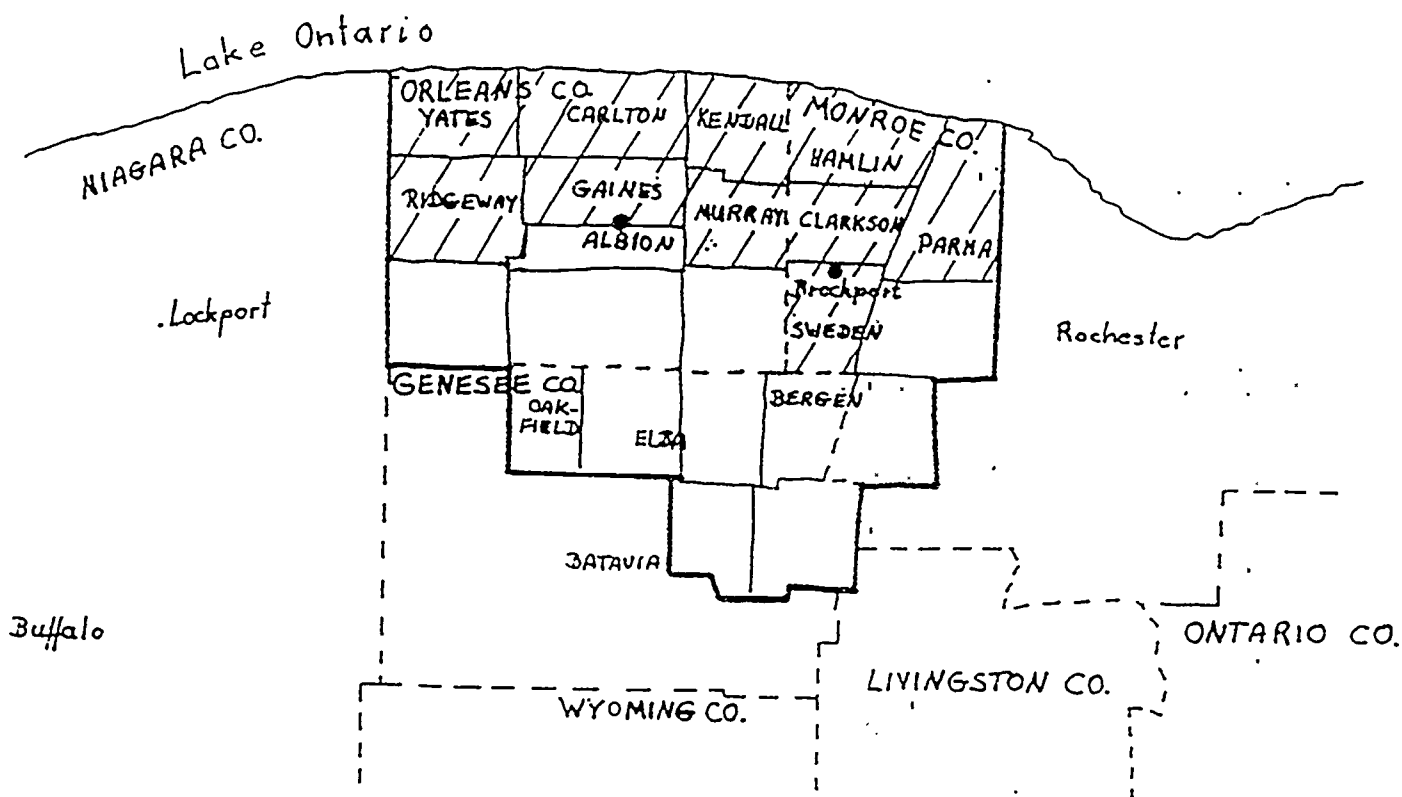 Lake Ontario
ORLEANS CO.
YATES
CARLTON
KENDALL
MONROE CO.
HAMLIN
NIAGARA CO.
RIDGEWAY
GAINES
MURRAY
CLARKSON
PARMA
ALBION
Brockport
.Lockport
SWEDEN
Rochester
GENESEE CO.
OAK-
FIELD
ELBA
BERGEN
BATAVIA
Buffalo
ONTARIO CO.
LIVINGSTON CO.
WYOMING CO.